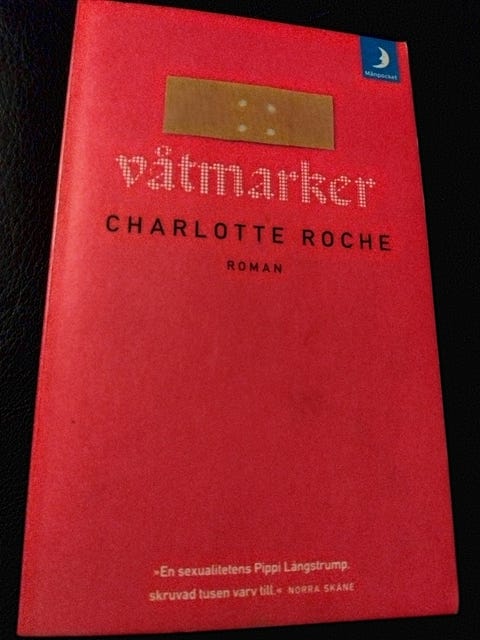 Månpocket
våtmarker
CHARLOTTE ROCHE
ROMAN
»En sexualitetens Pippi Långstrump,
skruvad tusen varv till.« NORRA SKÅNE